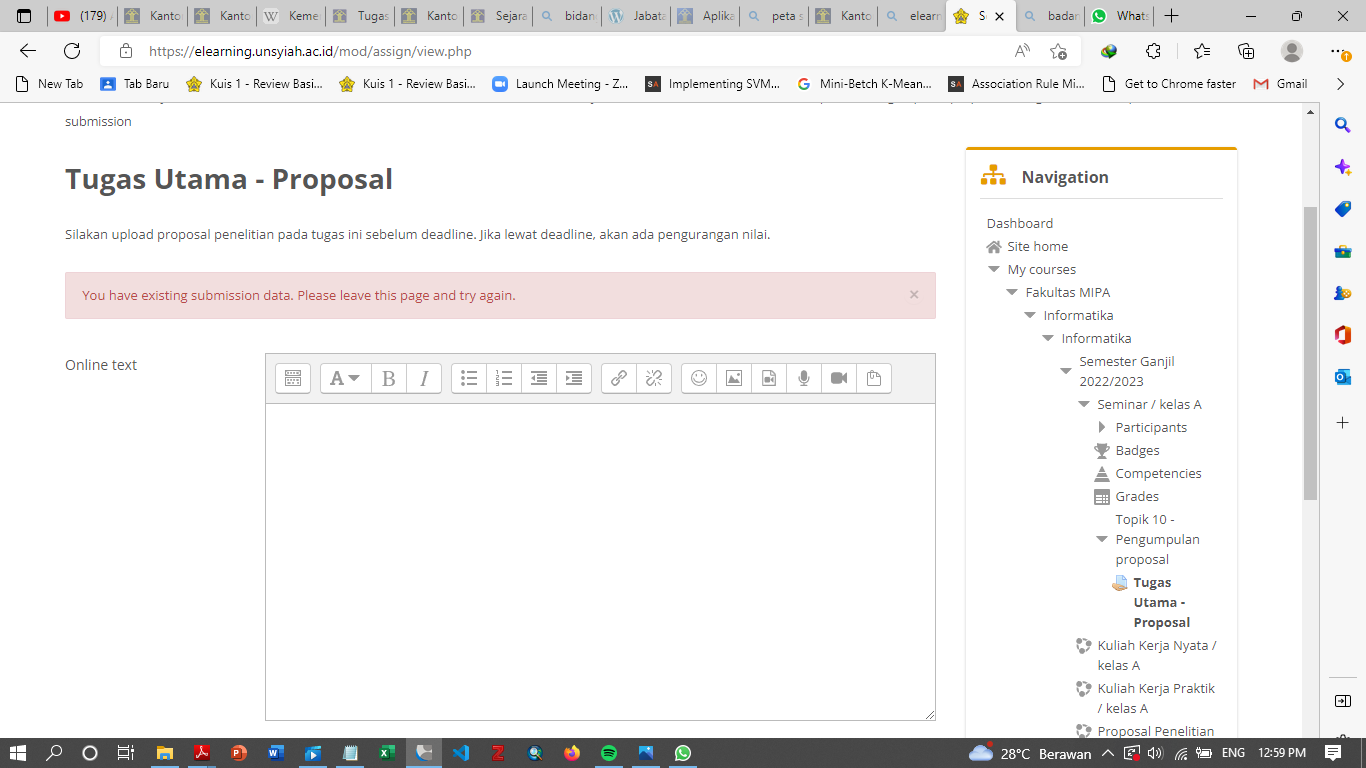 (179)
Kanto
Kanto
Keme
Tugas
Kanto
Sejara
bidan
Jabata
Aplika
peta s
Kanto
elearn
S
badar
Whats
https://elearning.unsyiah.ac.id/mod/assign/view.php
New Tab
Tab Baru
Kuis 1 - Review Basi...
Kuis 1 - Review Basi...
Launch Meeting - Z...
Implementing SVM...
Mini-Betch K-Mean...
Association Rule Mi...
Get to Chrome faster
Gmail
submission
Tugas Utama - Proposal
Silakan upload proposal penelitian pada tugas ini sebelum deadline. Jika lewat deadline, akan ada pengurangan nilai.
You have existing submission data. Please leave this page and try again.
Online text
Navigation
Dashboard
Site home
My courses
Fakultas MIPA
Informatika
Informatika
Semester Ganjil
2022/2023
Seminar / kelas A
Participants
Badges
Competencies
Grades
Topik 10 -
Pengumpulan
proposal
Tugas
Utama -
Proposal
Kuliah Kerja Nyata /
kelas A
Kuliah Kerja Praktik
/ kelas A
Proposal Penelitian
28°C Berawan
ENG
12:59 PM